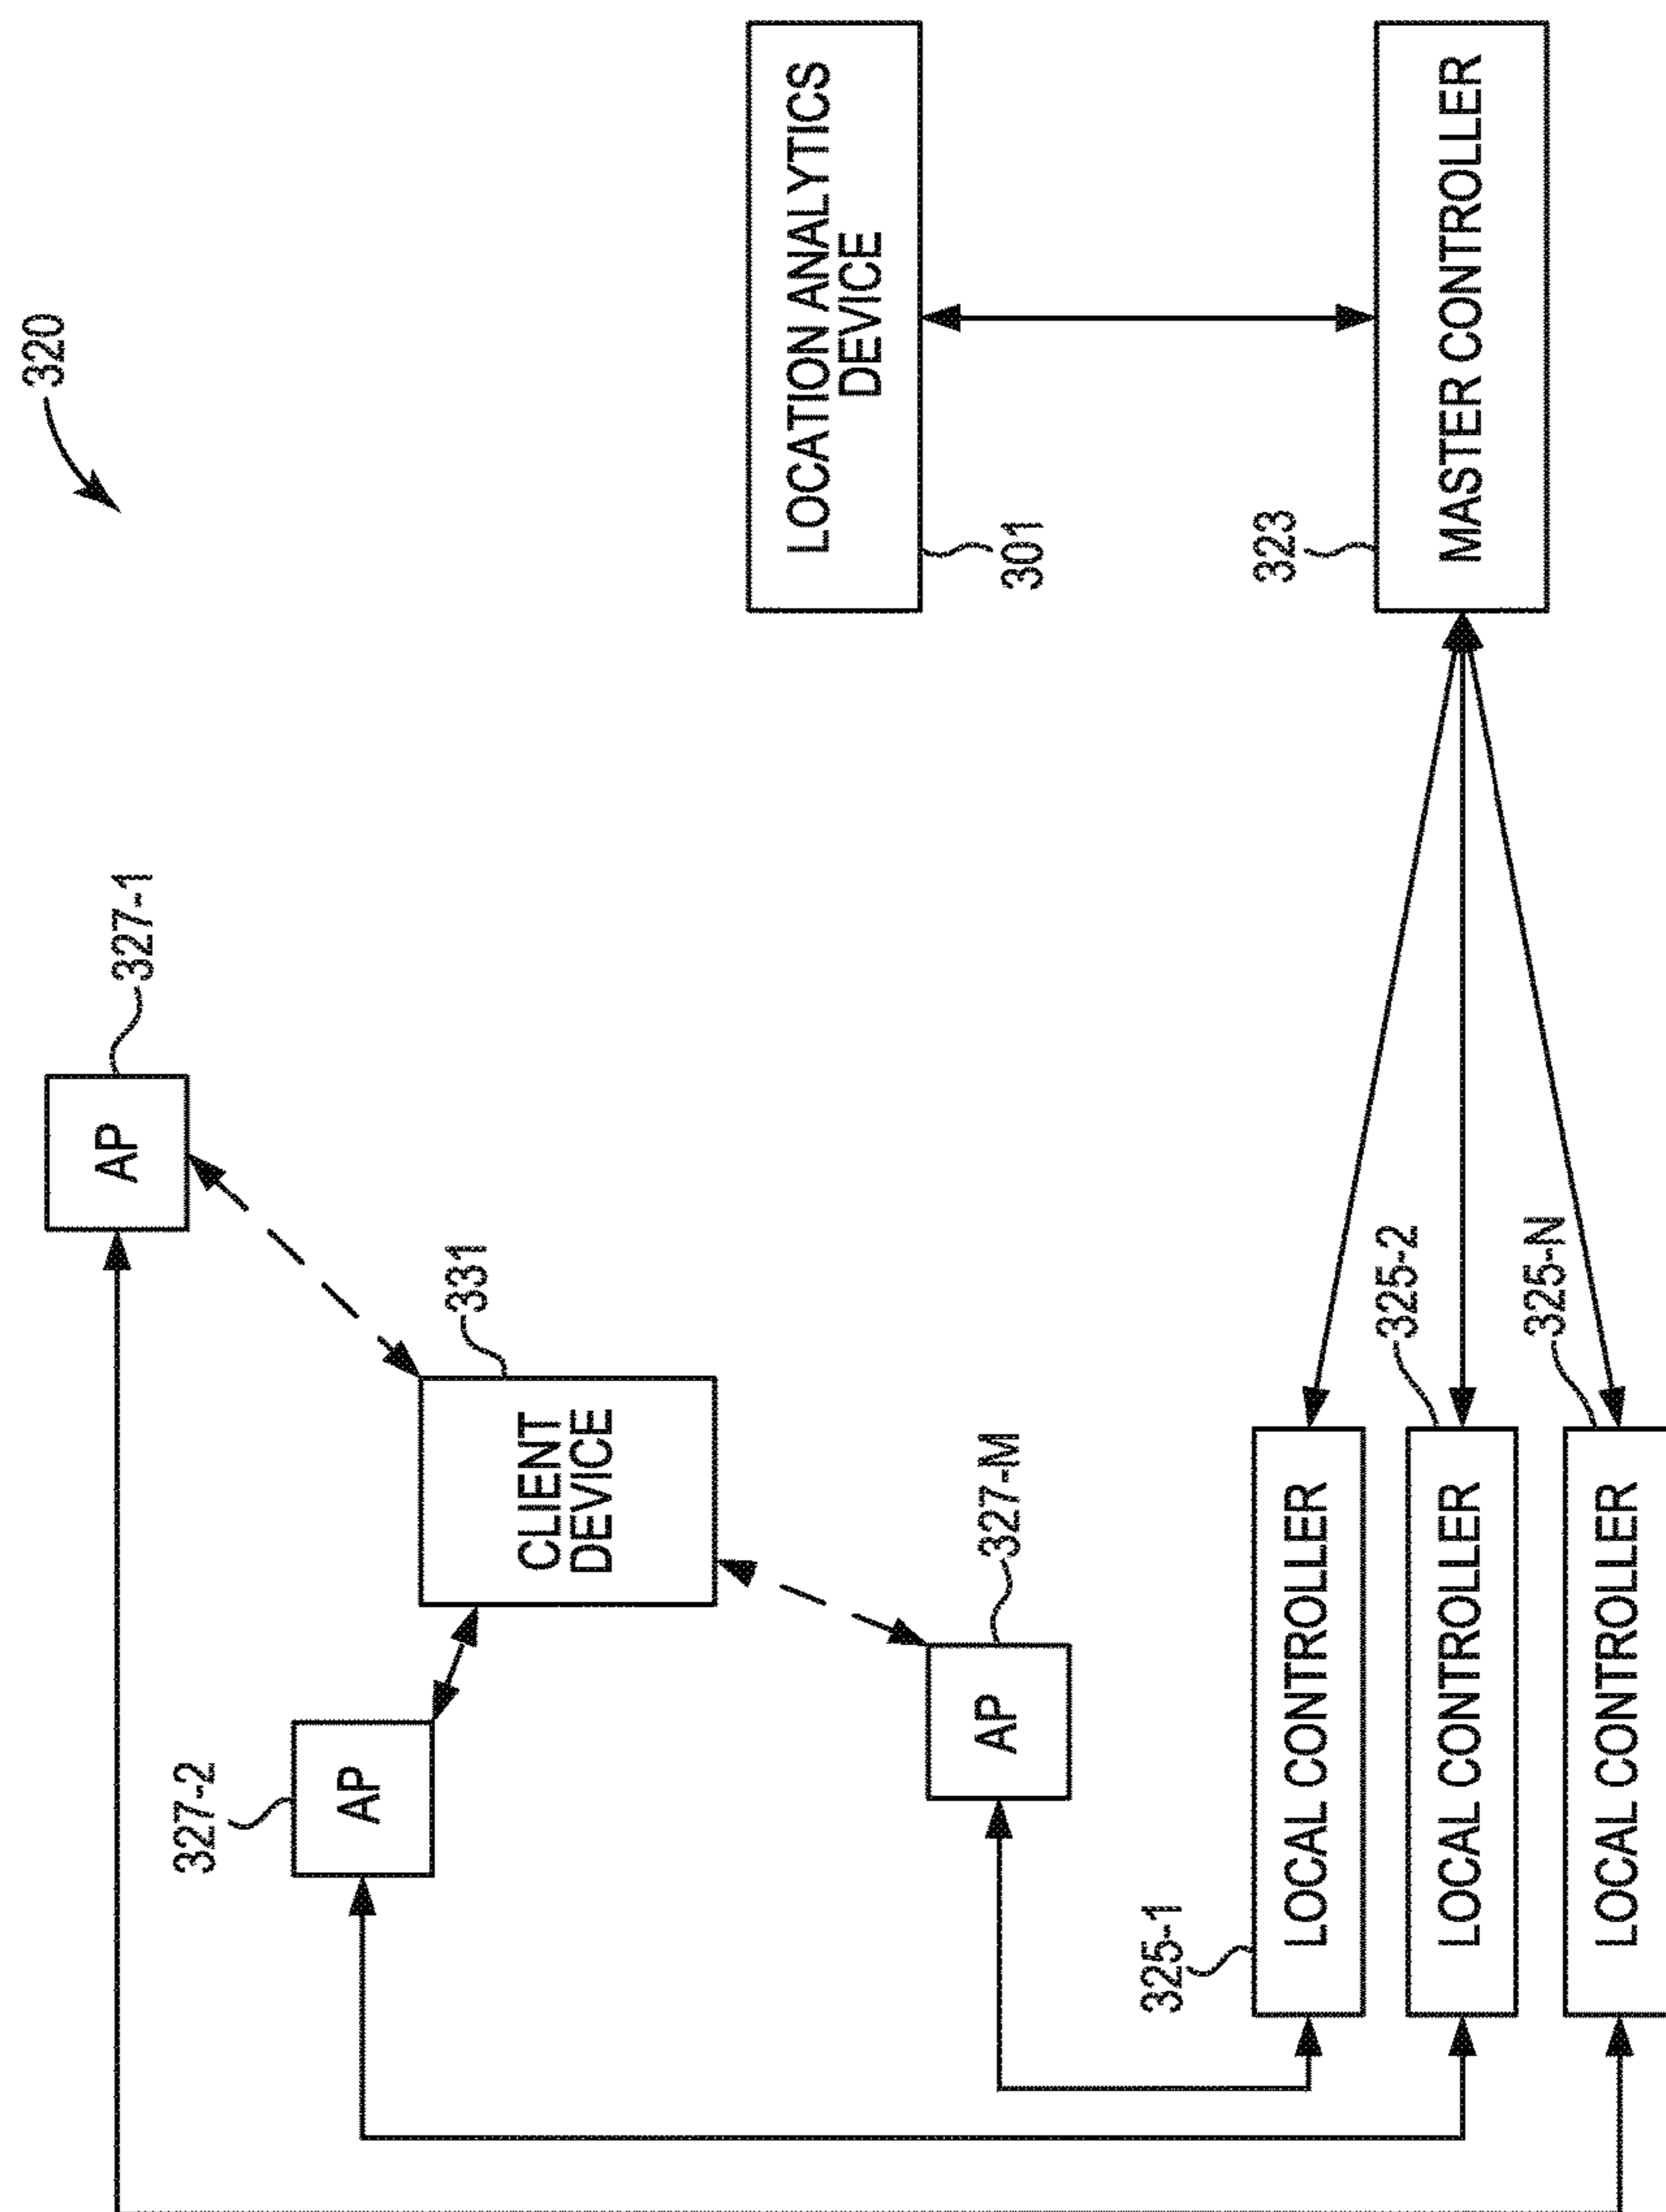 320
LOCATION ANALYTICS
DEVICE
301
323
MASTER CONTROLLER
AP
327-1
CLIENT
DEVICE
331
327-2
AP
AP
327-M
325-1
LOCAL CONTROLLER
LOCAL CONTROLLER
325-2
LOCAL CONTROLLER
325-N